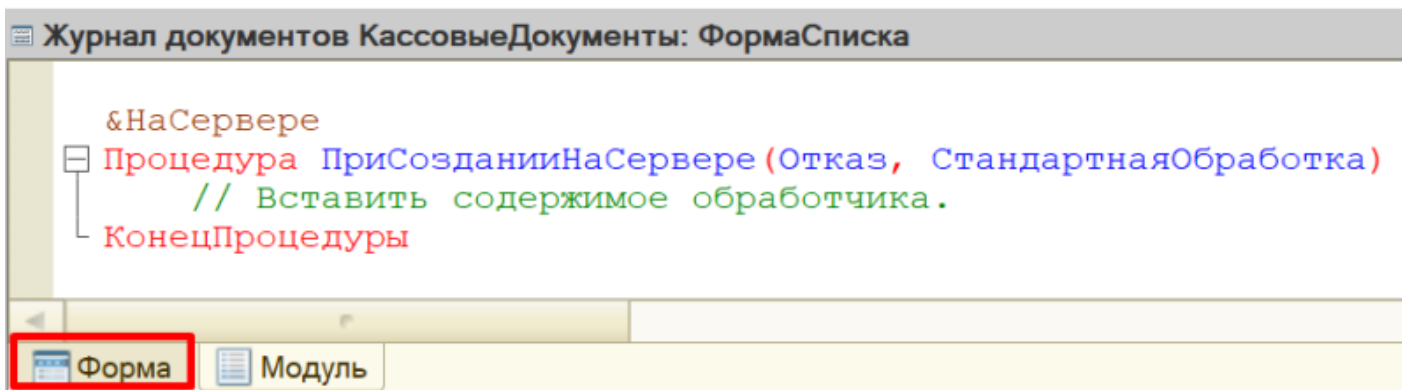 Журнал документов КассовыеДокументы: ФормаСписка
&НаСервере
Процедура ПриСозданииНаСервере(Отказ, СтандартнаяОбработка)
// Вставить содержимое обработчика.
КонецПроцедуры
Форма Модуль